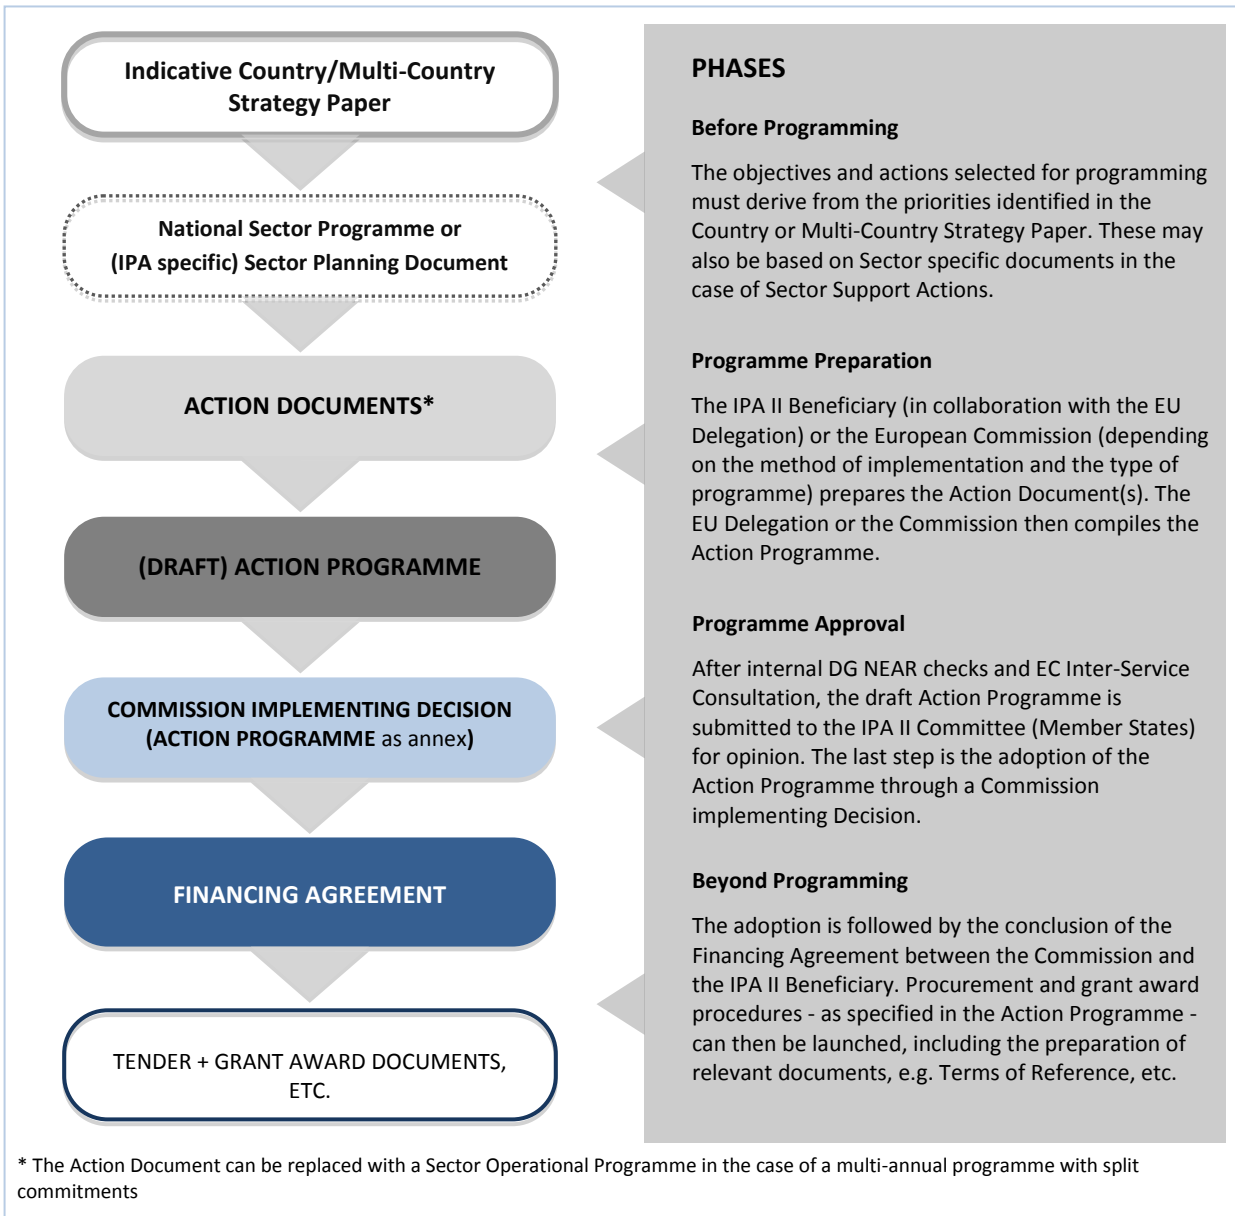 Indicative Country/Multi-Country
Strategy Paper
National Sector Programme or
(IPA specific) Sector Planning Document
ACTION DOCUMENTS*
(DRAFT) ACTION PROGRAMME
COMMISSION IMPLEMENTING DECISION
(ACTION PROGRAMME as annex)
FINANCING AGREEMENT
TENDER + GRANT AWARD DOCUMENTS,
ETC.
PHASES
Before Programming
The objectives and actions selected for programming
must derive from the priorities identified in the
Country or Multi-Country Strategy Paper. These may
also be based on Sector specific documents in the
case of Sector Support Actions.
Programme Preparation
The IPA II Beneficiary (in collaboration with the EU
Delegation) or the European Commission (depending
on the method of implementation and the type of
programme) prepares the Action Document(s). The
EU Delegation or the Commission then compiles the
Action Programme.
Programme Approval
After internal DG NEAR checks and EC Inter-Service
Consultation, the draft Action Programme is
submitted to the IPA II Committee (Member States)
for opinion. The last step is the adoption of the
Action Programme through a Commission
implementing Decision.
Beyond Programming
The adoption is followed by the conclusion of the
Financing Agreement between the Commission and
the IPA II Beneficiary. Procurement and grant award
procedures - as specified in the Action Programme -
can then be launched, including the preparation of
relevant documents, e.g. Terms of Reference, etc.
* The Action Document can be replaced with a Sector Operational Programme in the case of a multi-annual programme with split
commitments